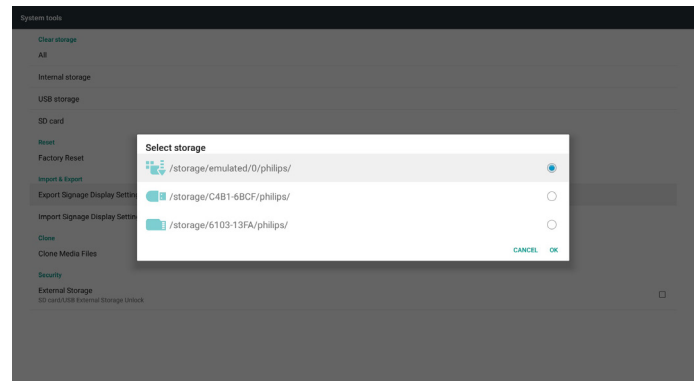 System tools
Clear storage
All
Internal storage
USB storage
SD card
Reset
Factory Reset
Import & Export
Export Signage Display
Import Signage Display
Clone
Clone Media Files
Security
External Storage
SD card/USB External Storage Unlock
Select storage
/storage/emulated/0/philips/
/storage/C4B1-6BCF/philips/
/storage/6103-13FA/philips/
CANCEL OK